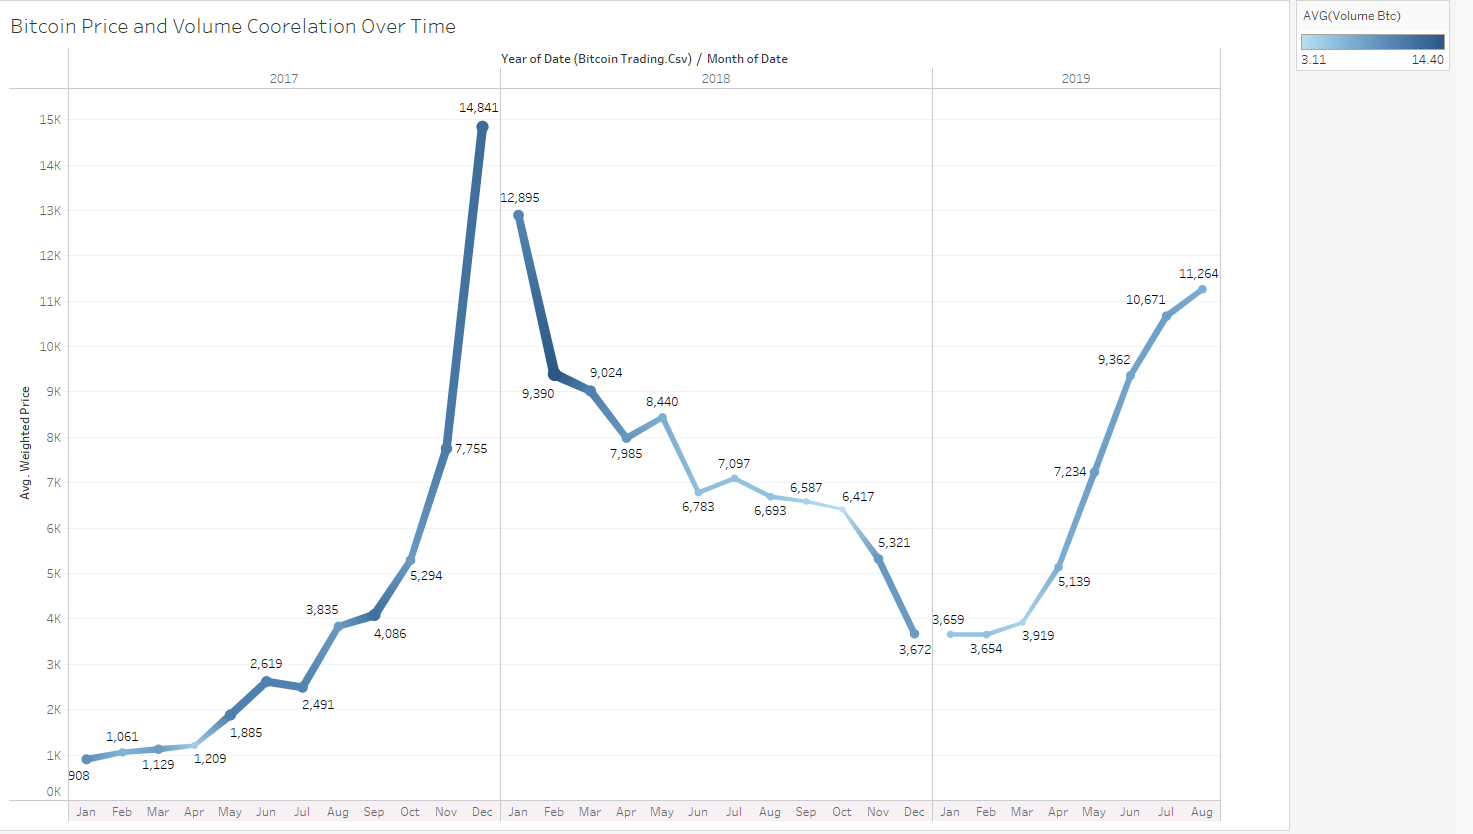 Bitcoin Price and Volume Coorelation Over Time
AVG(Volume Btc)
3.11 14.40
Year of Date (Bitcoin Trading.Csv) / Month of Date
2017 2018 2019
Avg. Weighted Price
15K
14K
13K
12K
11K
10K
9K
8K
7K
6K
5K
4K
3K
2K
1K
0K
908
1,061
1,129
1,209
1,885
2,619
2,491
3,835
4,086
5,294
7,755
14,841
12,895
9,390
9,024
7,985
8,440
6,783
7,097
6,693
6,587
6,417
5,321
3,672
3,659
3,654
3,919
5,139
7,234
9,362
10,671
11,264
Jan Feb Mar Apr May Jun Jul Aug Sep Oct Nov Dec Jan Feb Mar Apr May Jun Jul Aug Sep Oct Nov Dec Jan Feb Mar Apr May Jun Jul Aug